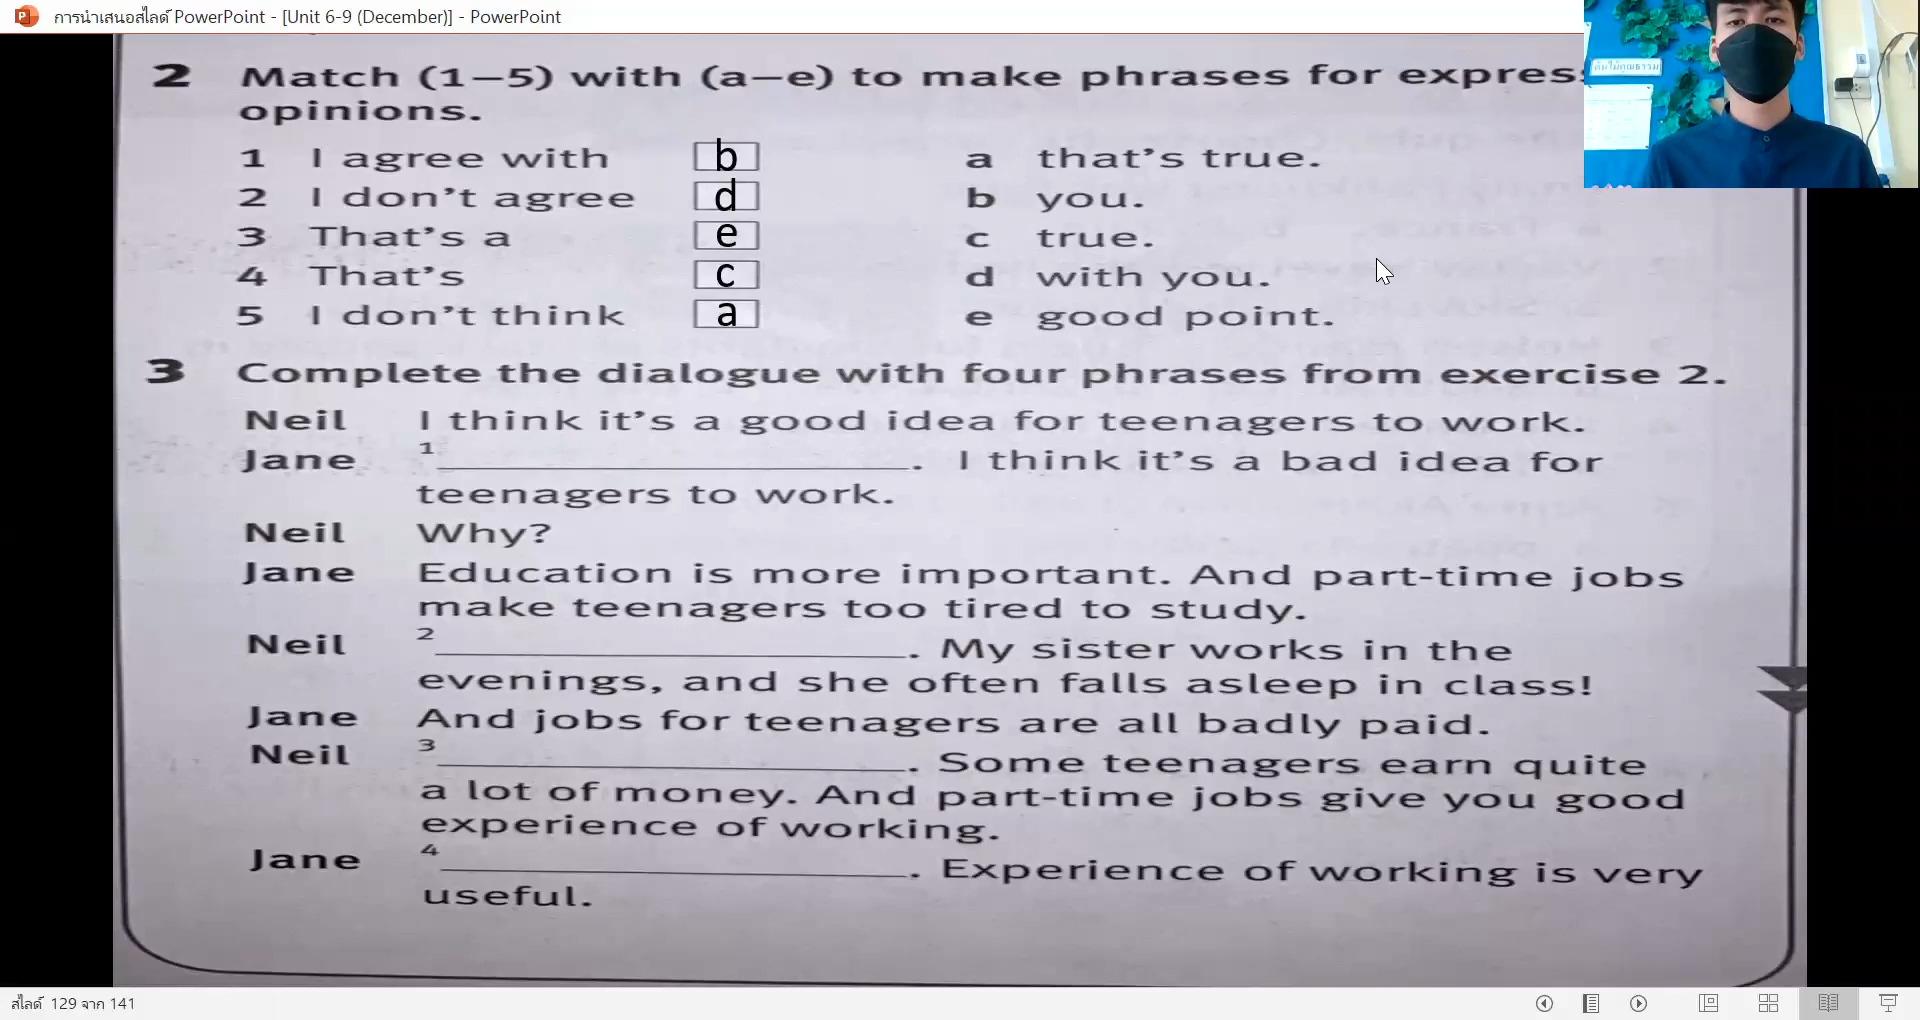 การนำเสนอสไลด์ PowerPoint - [Unit 6-9 (December)] - PowerPoint
2 Match (1–5) with (a–e) to make phrases for
opinions.
1 I agree with b a that's true.
2 I don't agree d b you.
3 That's a e c true.
4 That's c d with you.
5 I don't think a e good point.
3 Complete the dialogue with four phrases from exercise 2.
Neil I think it's a good idea for teenagers to work.
Jane 1 ____________________. I think it's a bad idea for
teenagers to work.
Neil Why?
Jane Education is more important. And part-time jobs
make teenagers too tired to study.
Neil 2 ____________________. My sister works in the
evenings, and she often falls asleep in class!
Jane And jobs for teenagers are all badly paid.
Neil 3 ____________________. Some teenagers earn quite
a lot of money. And part-time jobs give you good
experience of working.
Jane 4 ____________________. Experience of working is very
useful.
สไลด์ 129 จาก 141